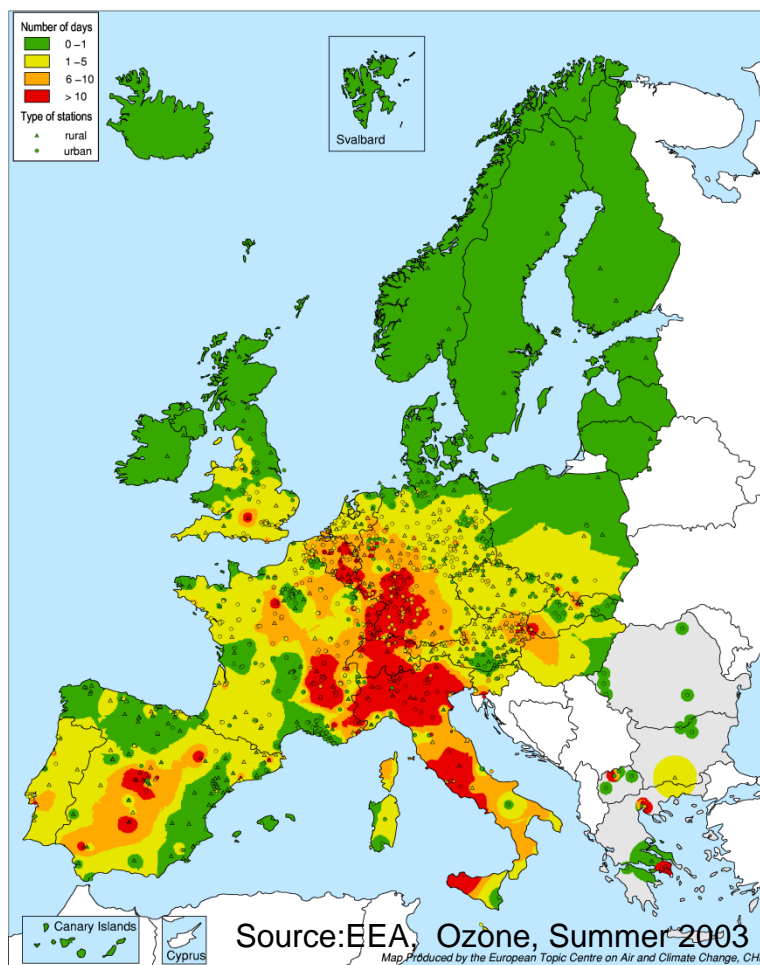 Number of days
0 –1
1 –5
6 –10
> 10
Type of stations
rural
urban
Svalbard
Canary Islands
Cyprus
Source:EEA, Ozone, Summer 2003
Map Produced by the European Topic Centre on Air and Climate Change, CH